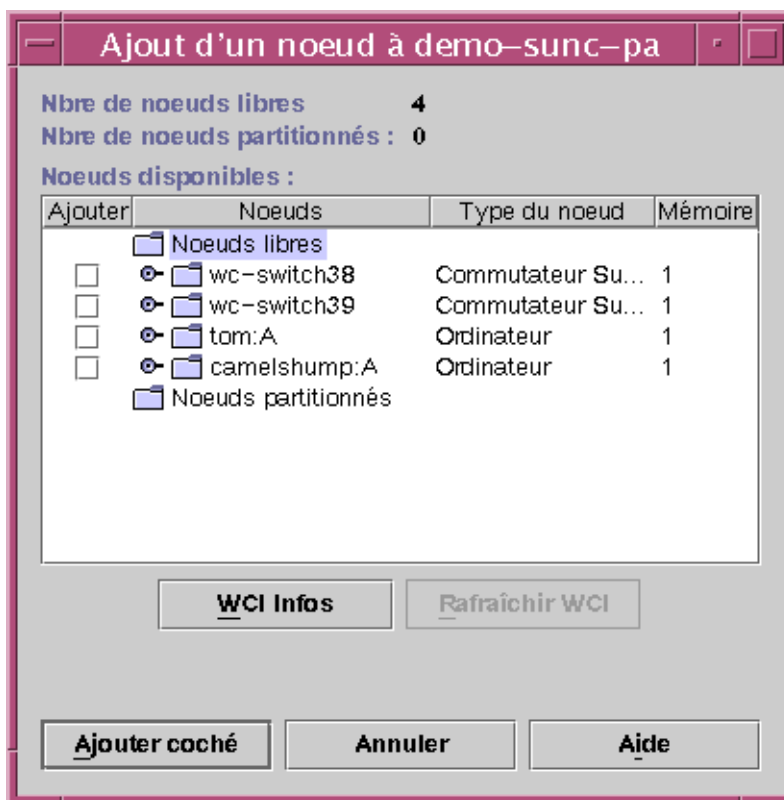 Ajout d'un noeud à demo–sunc–pa
Nbre de noeuds libres 4
Nbre de noeuds partitionnés : 0
Noeuds disponibles :
Ajouter Noeuds Type du noeud Mémoire
Noeuds libres
wc–switch38 Commutateur Su... 1
wc–switch39 Commutateur Su... 1
tom:A Ordinateur 1
camelshump:A Ordinateur 1
Noeuds partitionnés
WCI Infos Rafraîchir WCI
Ajouter coché Annuler Aide